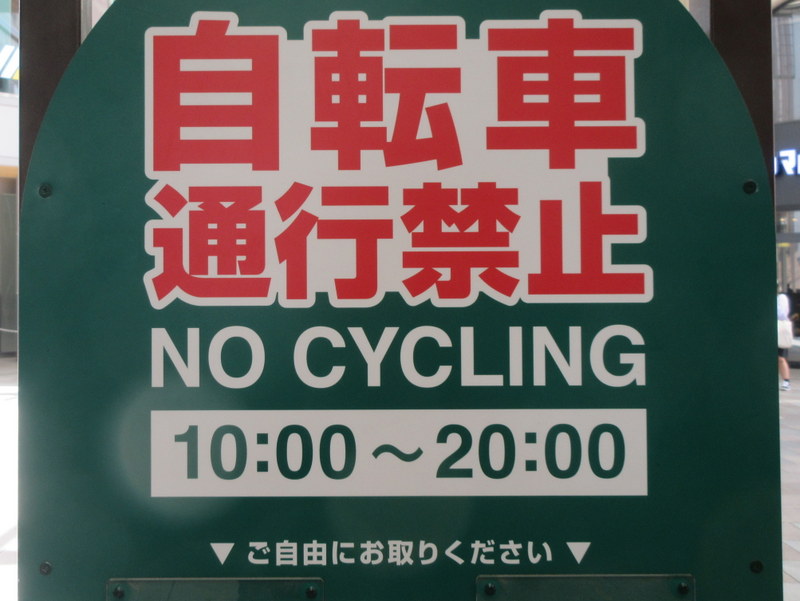 自転車
通行禁止
NO CYCLING
10:00～20:00
▼ ご自由にお取りください ▼